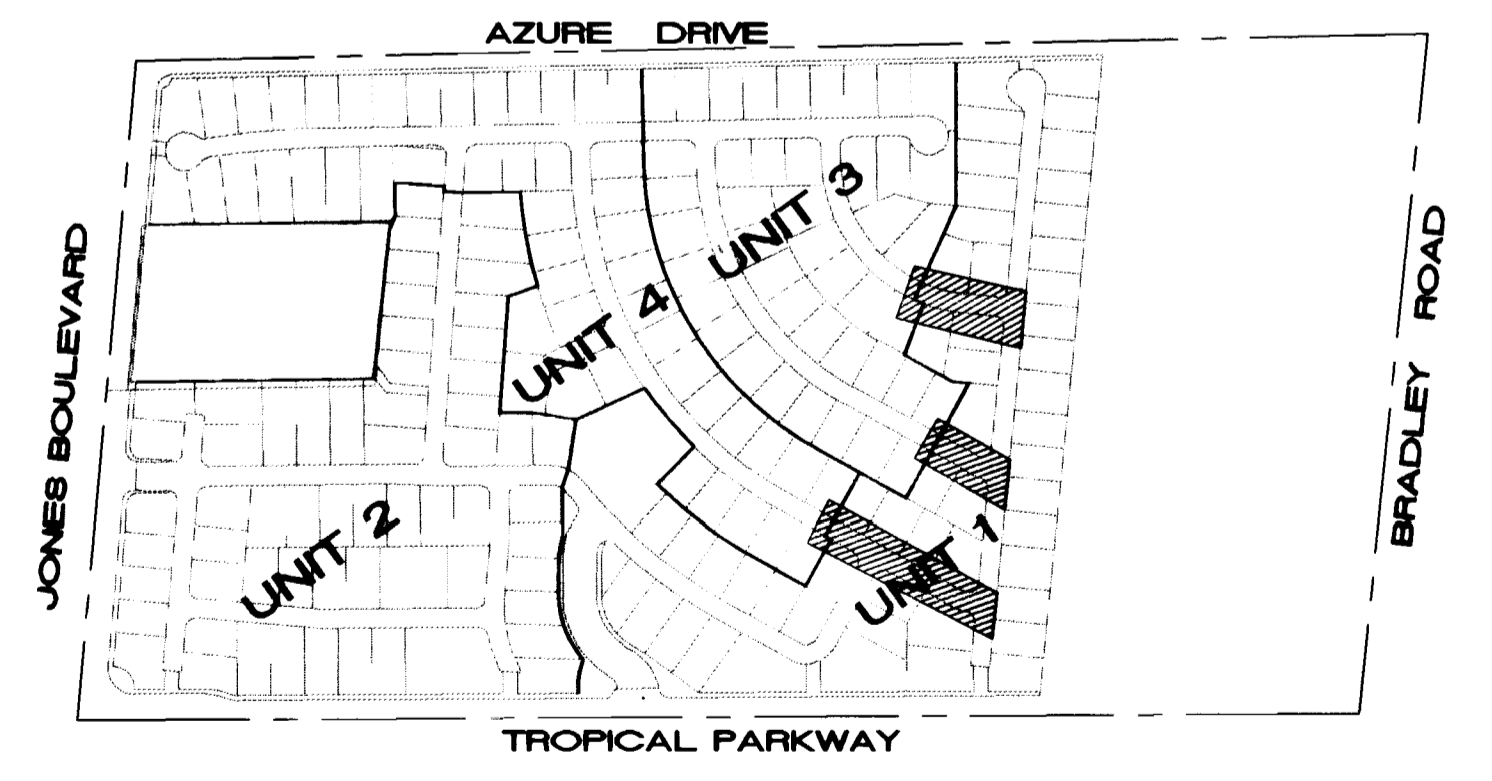 AZURE DRIVE
UNIT 3
UNIT 4
JONES BOULEVARD
BRADLEY ROAD
UNIT 2
UNIT 1
TROPICAL PARKWAY